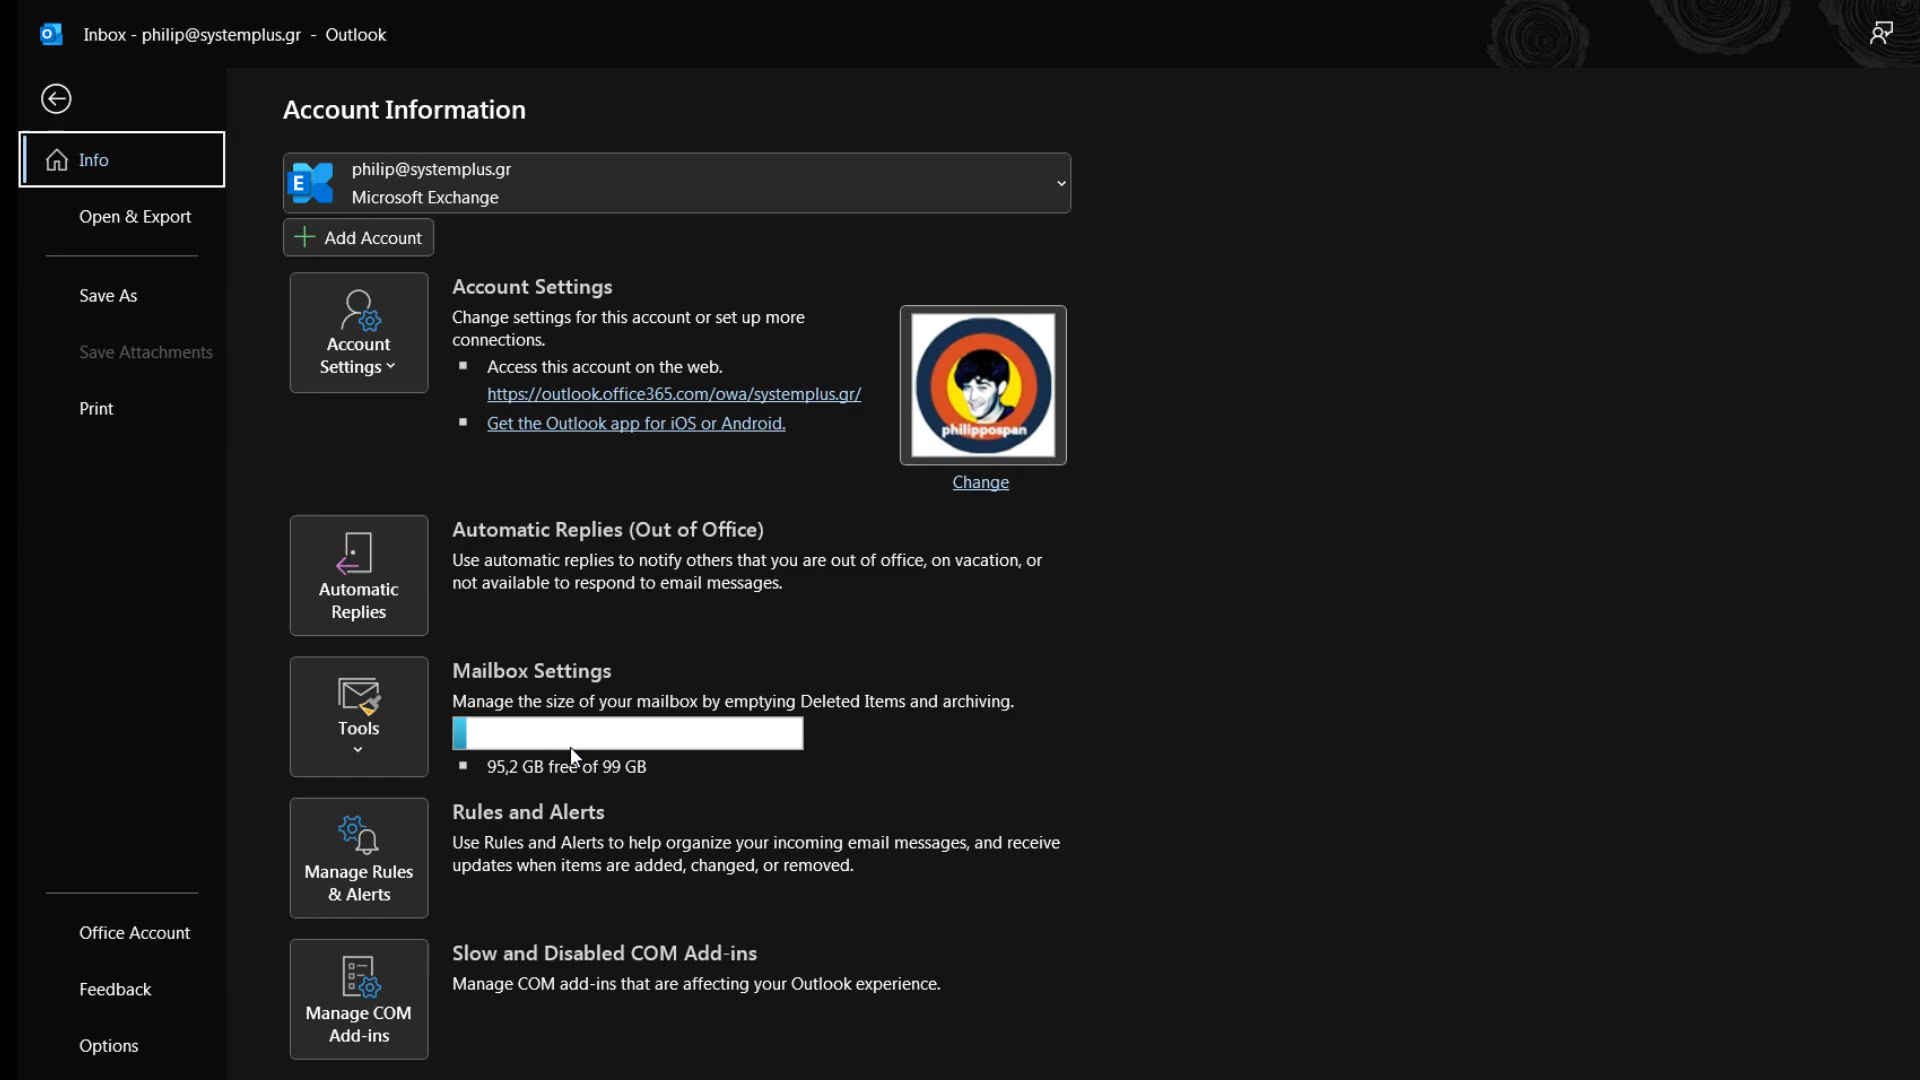 Inbox - philip@systemplus.gr - Outlook
Info
Open & Export
Save As
Save Attachments
Print
Office Account
Feedback
Options
Account Information
philip@systemplus.gr
Microsoft Exchange
Add Account
Account
Settings
Account Settings
Change settings for this account or set up more
connections.
Access this account on the web.
https://outlook.office365.com/owa/systemplus.gr/
Get the Outlook app for iOS or Android.
philippospan
Change
Automatic
Replies
Automatic Replies (Out of Office)
Use automatic replies to notify others that you are out of office, on vacation, or
not available to respond to email messages.
Tools
Mailbox Settings
Manage the size of your mailbox by emptying Deleted Items and archiving.
95,2 GB free of 99 GB
Manage Rules
& Alerts
Rules and Alerts
Use Rules and Alerts to help organize your incoming email messages, and receive
updates when items are added, changed, or removed.
Manage COM
Add-ins
Slow and Disabled COM Add-ins
Manage COM add-ins that are affecting your Outlook experience.